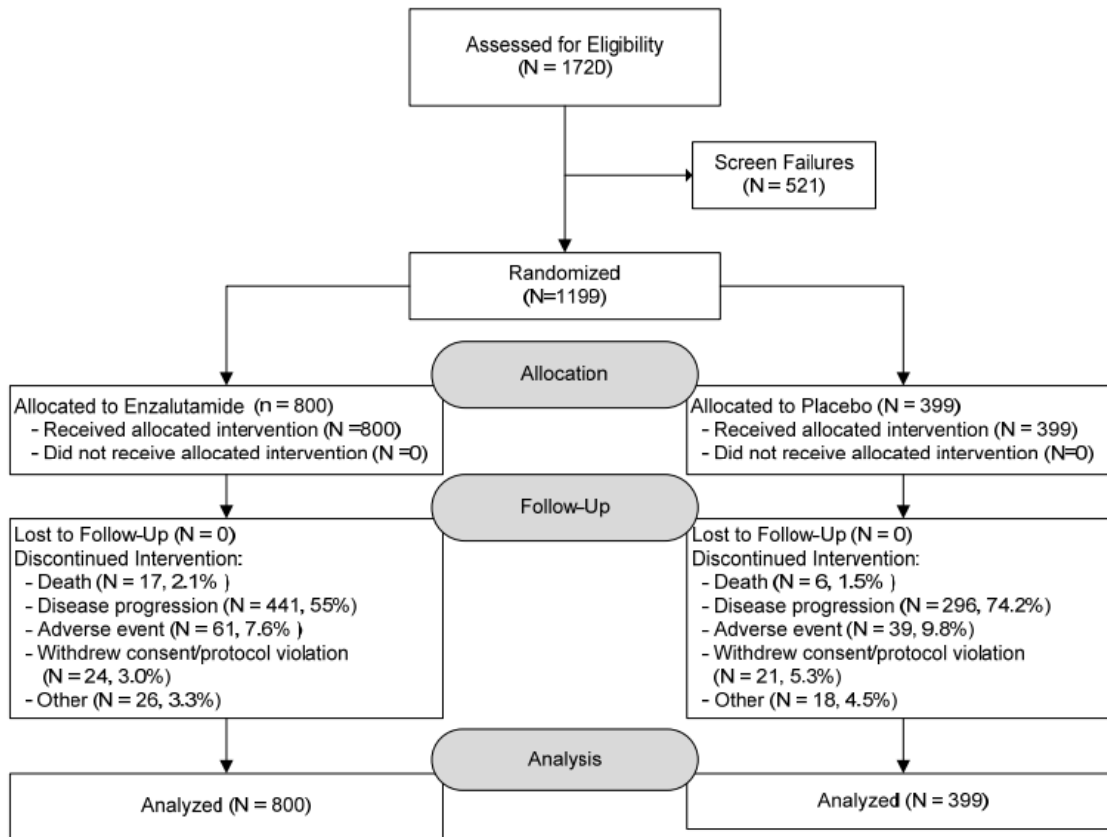 Assessed for Eligibility
(N = 1720)
Screen Failures
(N = 521)
Randomized
(N=1199)
Allocation
Allocated to Enzalutamide (n = 800)
- Received allocated intervention (N =800)
- Did not receive allocated intervention (N =0)
Allocated to Placebo (N = 399)
- Received allocated intervention (N = 399)
- Did not receive allocated intervention (N=0)
Follow-Up
Lost to Follow-Up (N = 0)
Discontinued Intervention:
- Death (N = 17, 2.1% )
- Disease progression (N = 441, 55%)
- Adverse event (N = 61, 7.6% )
- Withdrew consent/protocol violation
(N = 24, 3.0%)
- Other (N = 26, 3.3%)
Lost to Follow-Up (N = 0)
Discontinued Intervention:
- Death (N = 6, 1.5% )
- Disease progression (N = 296, 74.2%)
- Adverse event (N = 39, 9.8%)
- Withdrew consent/protocol violation
(N = 21, 5.3%)
- Other (N = 18, 4.5%)
Analysis
Analyzed (N = 800)
Analyzed (N = 399)